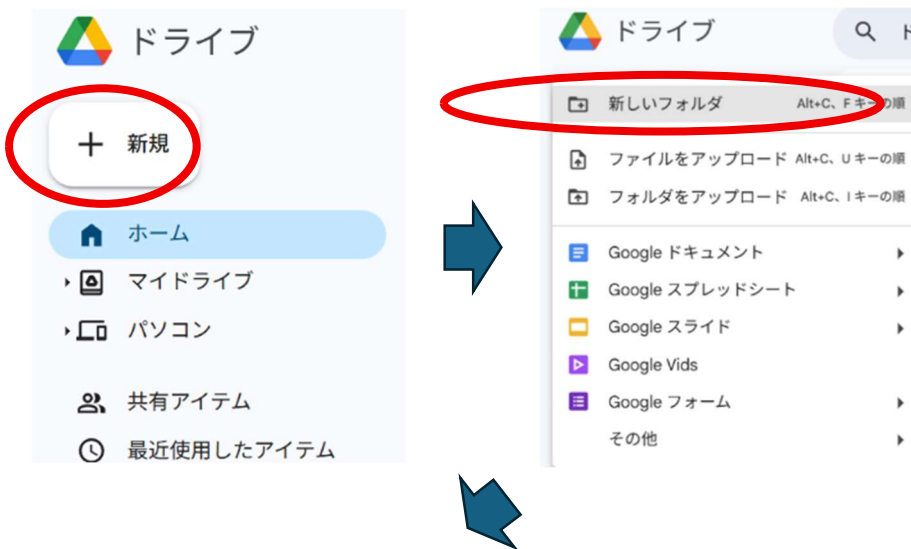 ドライブ
新規
ホーム
マイドライブ
パソコン
共有アイテム
最近使用したアイテム
ドライブ
新しいフォルダ Alt+C、F キーの順
ファイルをアップロード Alt+C、U キーの順
フォルダをアップロード Alt+C、I キーの順
Google ドキュメント
Google スプレッドシート
Google スライド
Google Vids
Google フォーム
その他